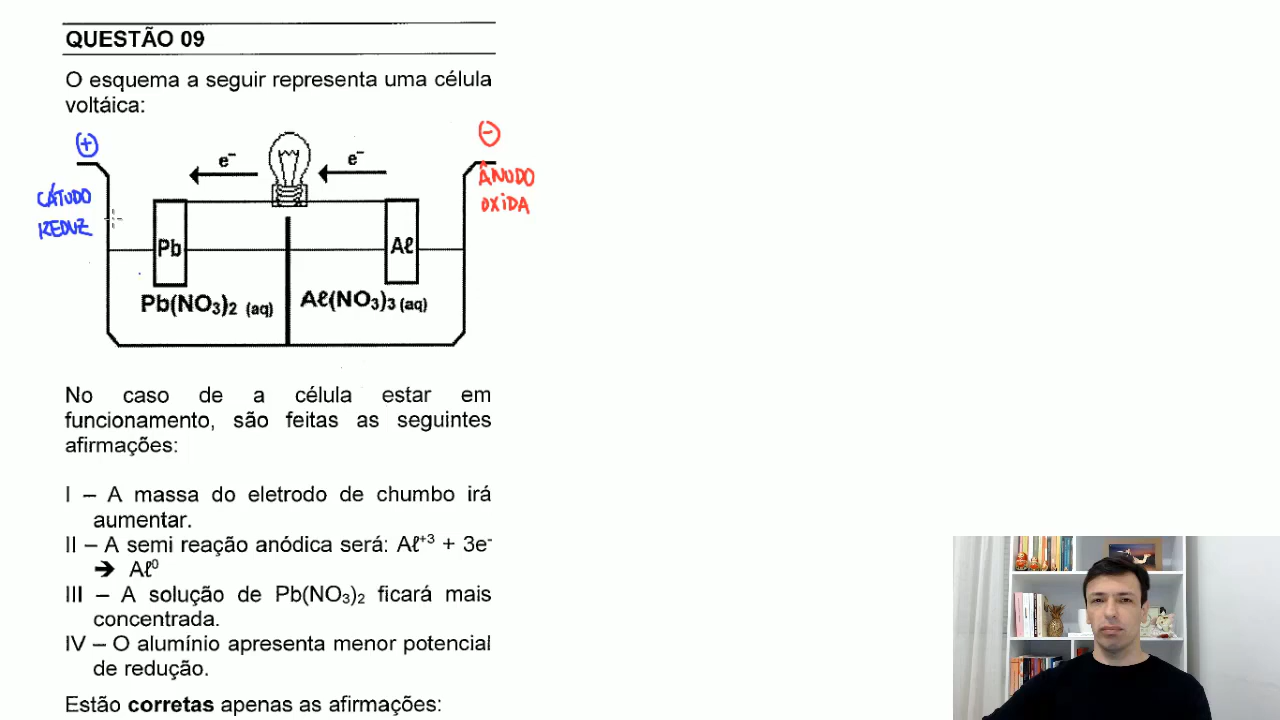 QUESTÃO 09
O esquema a seguir representa uma célula
voltáica:
+
-
e⁻
e⁻
CÁTODO
REDUZ
ÂNODO
OXIDA
Pb
Aℓ
Pb(NO₃)₂ (aq)
Aℓ(NO₃)₃ (aq)
No caso de a célula estar em
funcionamento, são feitas as seguintes
afirmações:
I – A massa do eletrodo de chumbo irá
aumentar.
II – A semi reação anódica será: Aℓ⁺³ + 3e⁻
➔ Aℓ⁰
III – A solução de Pb(NO₃)₂ ficará mais
concentrada.
IV – O alumínio apresenta menor potencial
de redução.
Estão corretas apenas as afirmações: